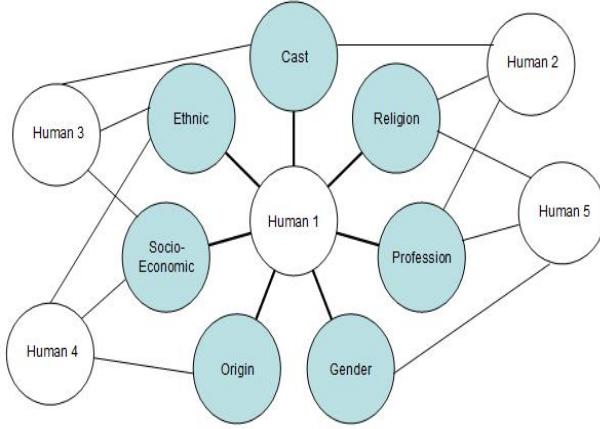 Cast
Human 2
Ethnic
Religion
Human 3
Human 1
Human 5
Socio-
Economic
Profession
Human 4
Origin
Gender